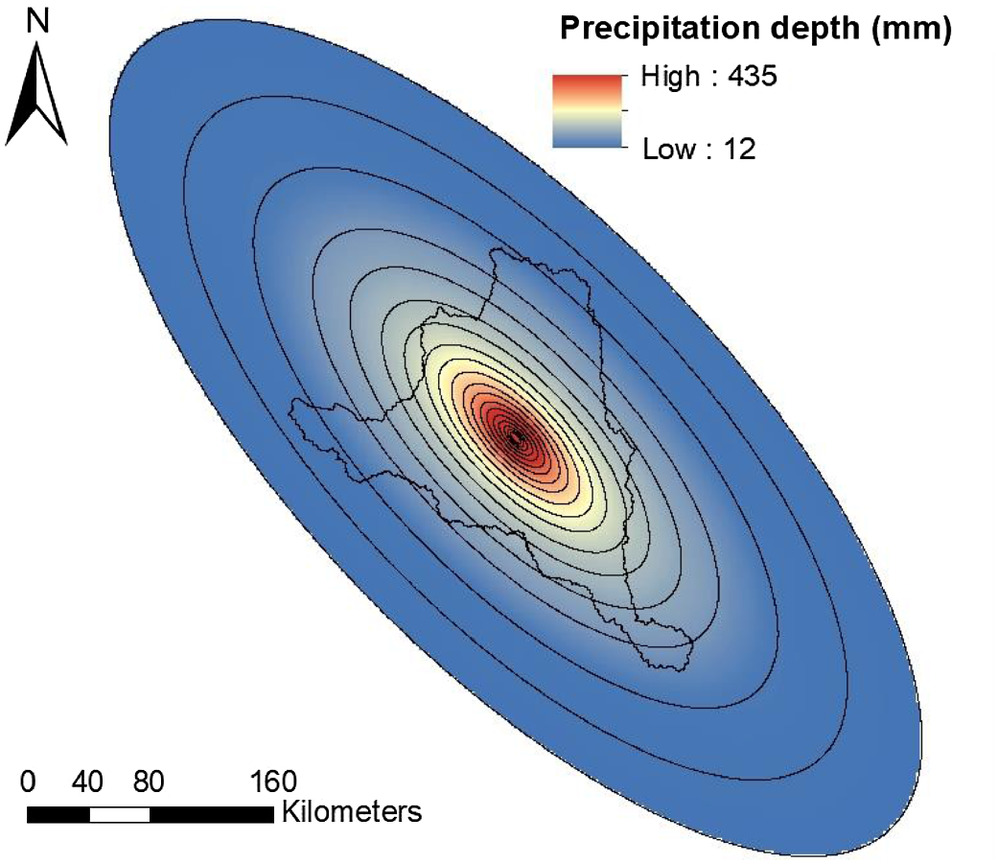 N
Precipitation depth (mm)
High : 435
Low : 12
0 40 80 160
Kilometers